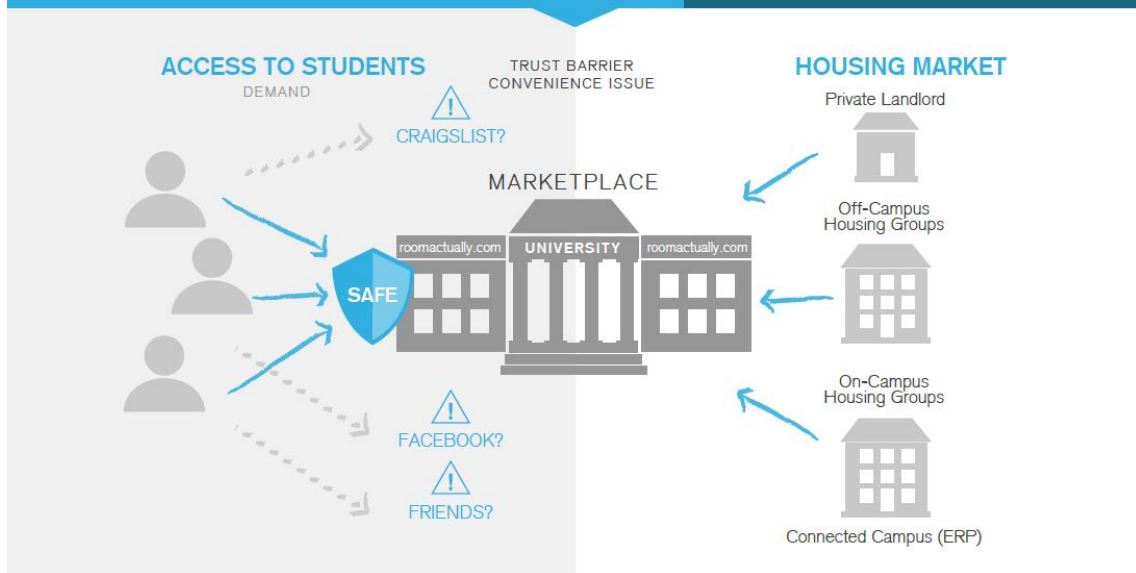 ACCESS TO STUDENTS
DEMAND
TRUST BARRIER
CONVENIENCE ISSUE
HOUSING MARKET
Private Landlord
CRAIGSLIST?
MARKETPLACE
Off-Campus
Housing Groups
roomactually.com
UNIVERSITY
roomactually.com
SAFE
On-Campus
Housing Groups
FACEBOOK?
FRIENDS?
Connected Campus (ERP)